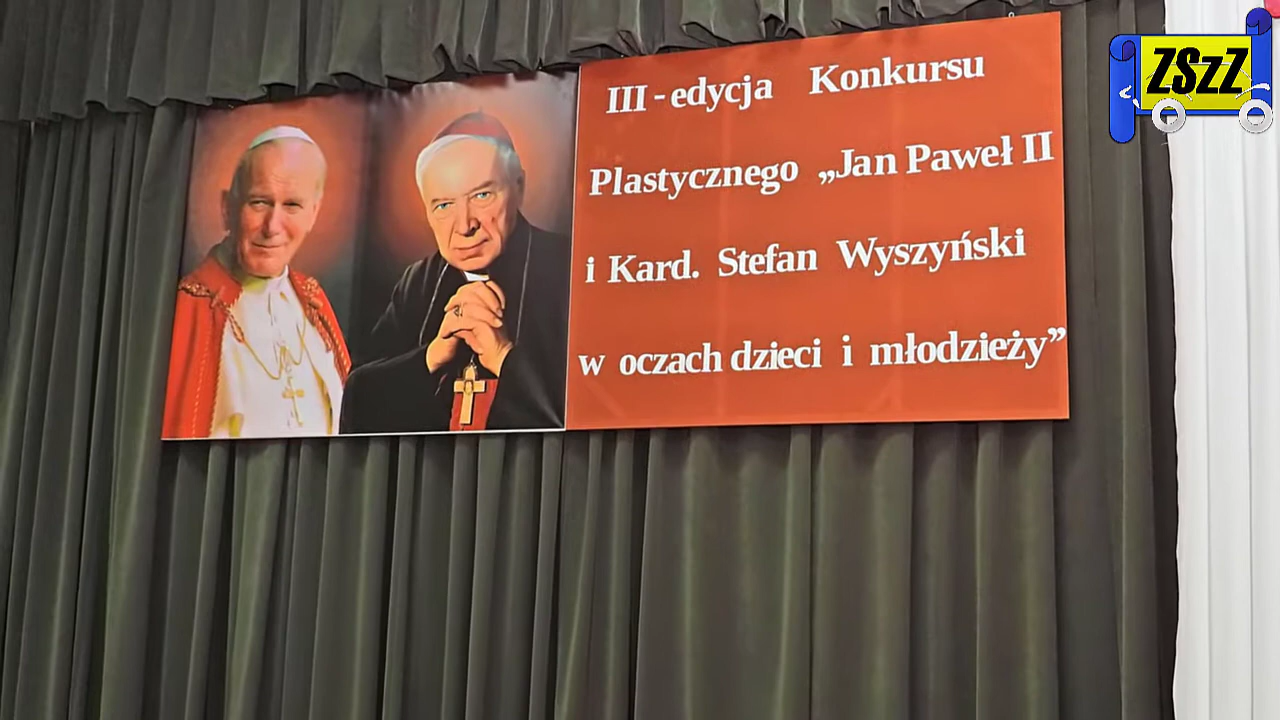 III - edycja Konkursu
Plastycznego „Jan Paweł II
i Kard. Stefan Wyszyński
w oczach dzieci i młodzieży”
ZSzZ